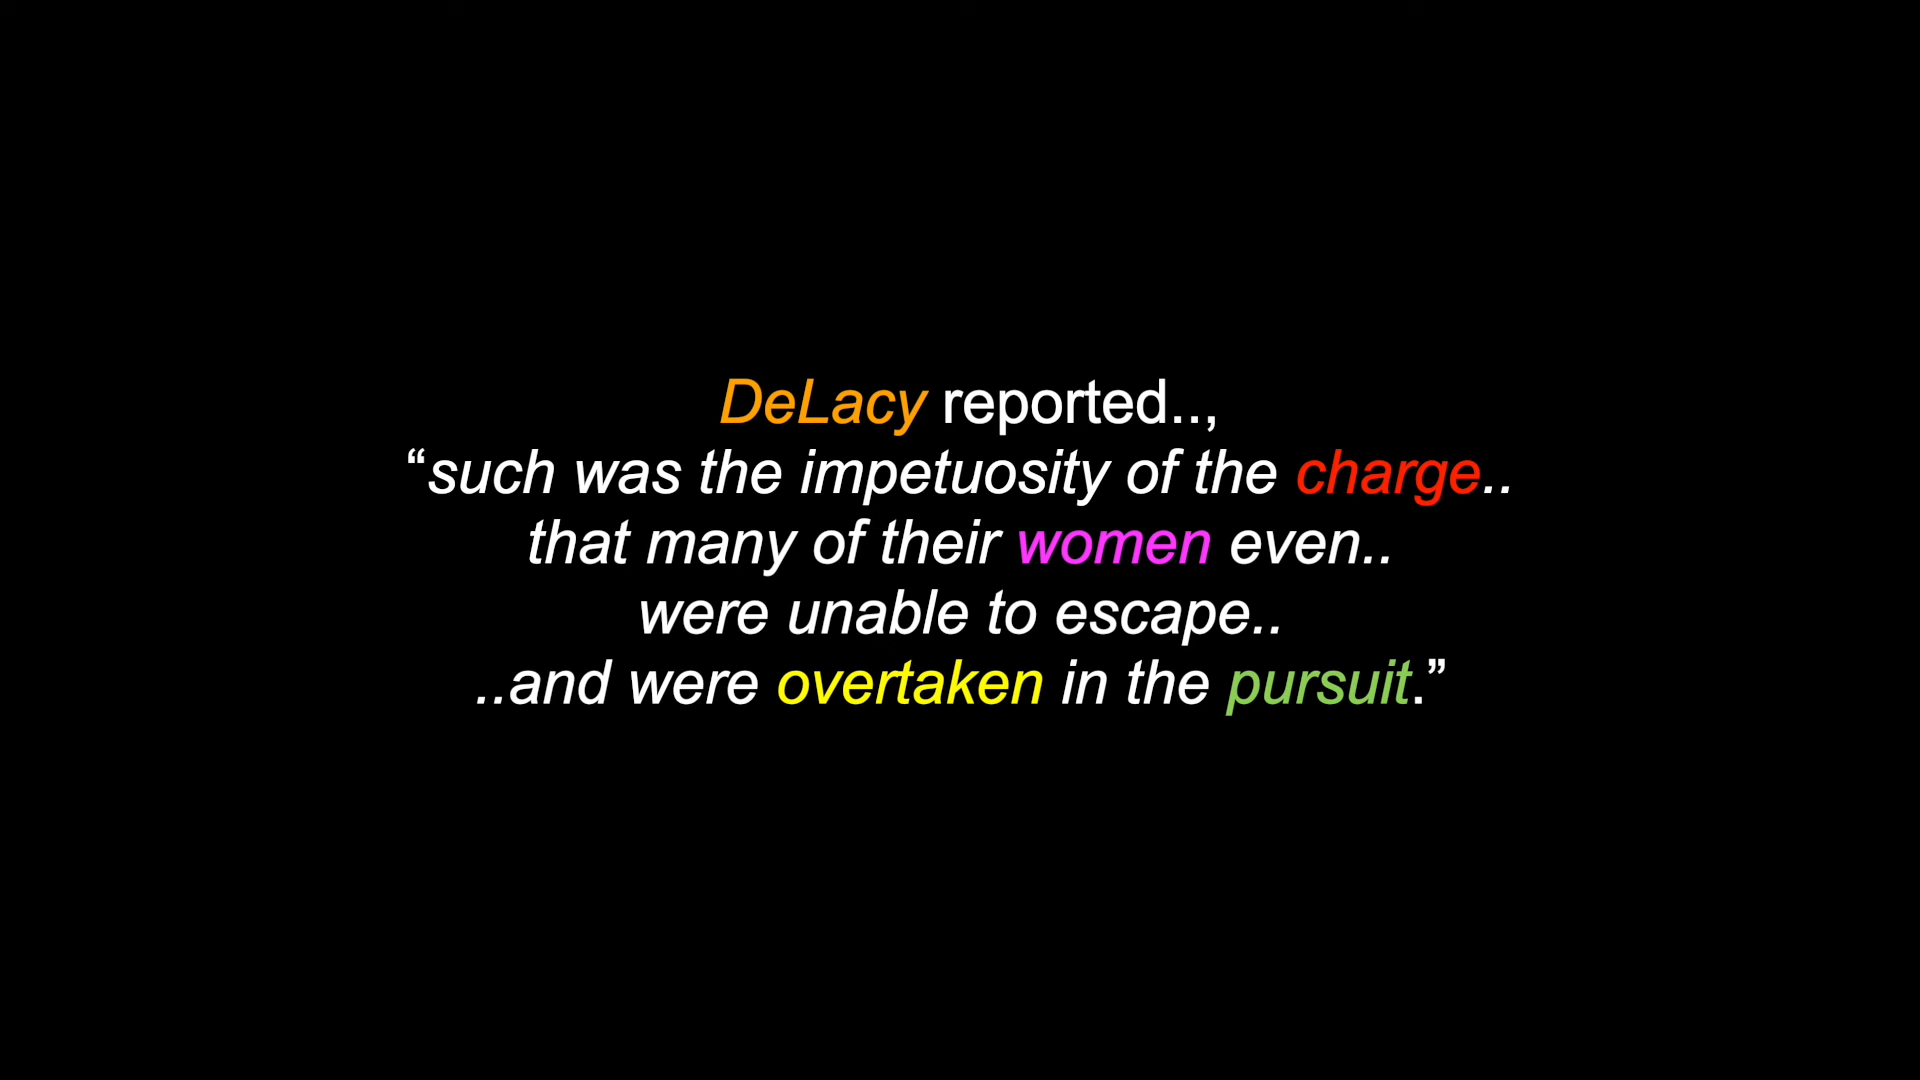 DeLacy reported..,
“such was the impetuosity of the charge..
that many of their women even..
were unable to escape..
..and were overtaken in the pursuit.”